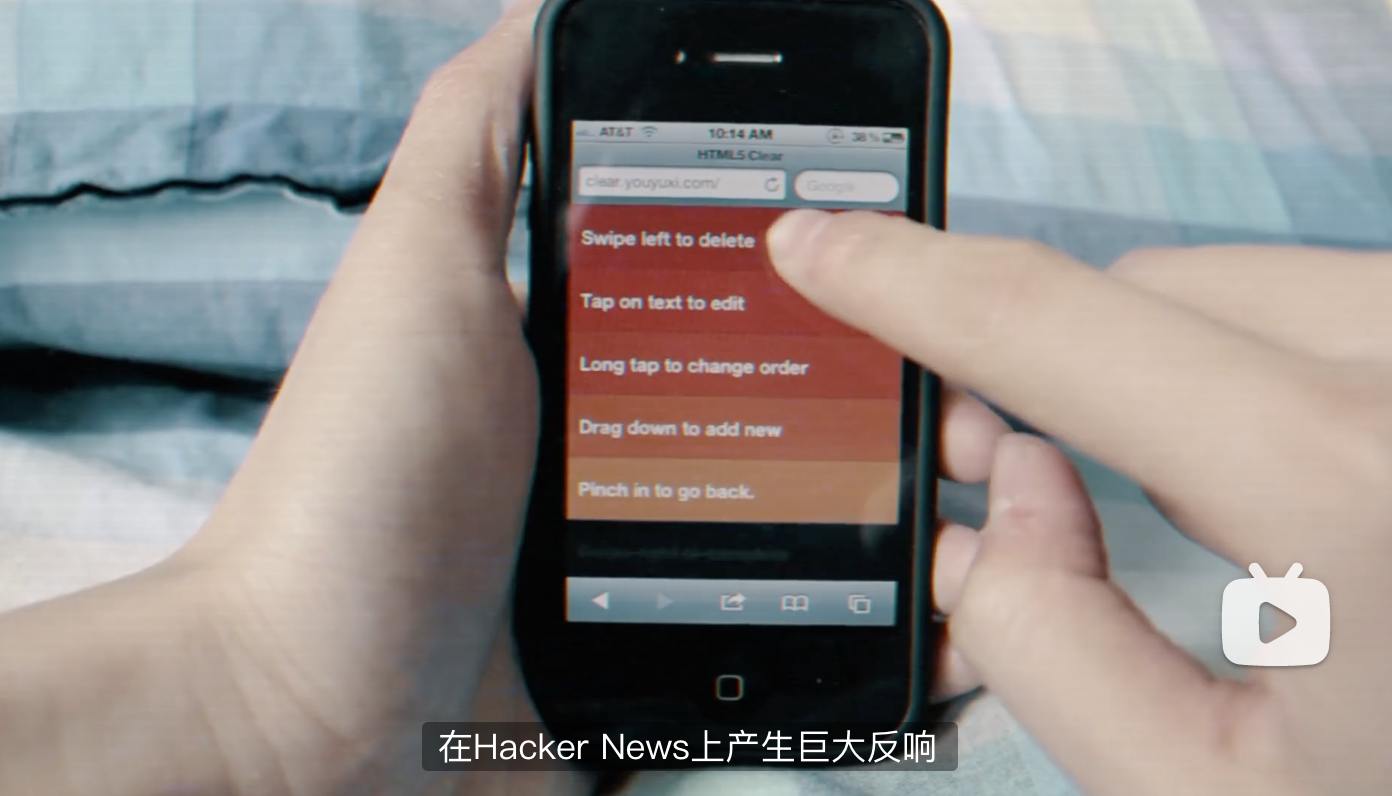 AT&T 10:14 AM 38%
HTML5 Clear
clear.youyuxi.com/ Google
Swipe left to delete
Tap on text to edit
Long tap to change order
Drag down to add new
Pinch in to go back.
在Hacker News上产生巨大反响